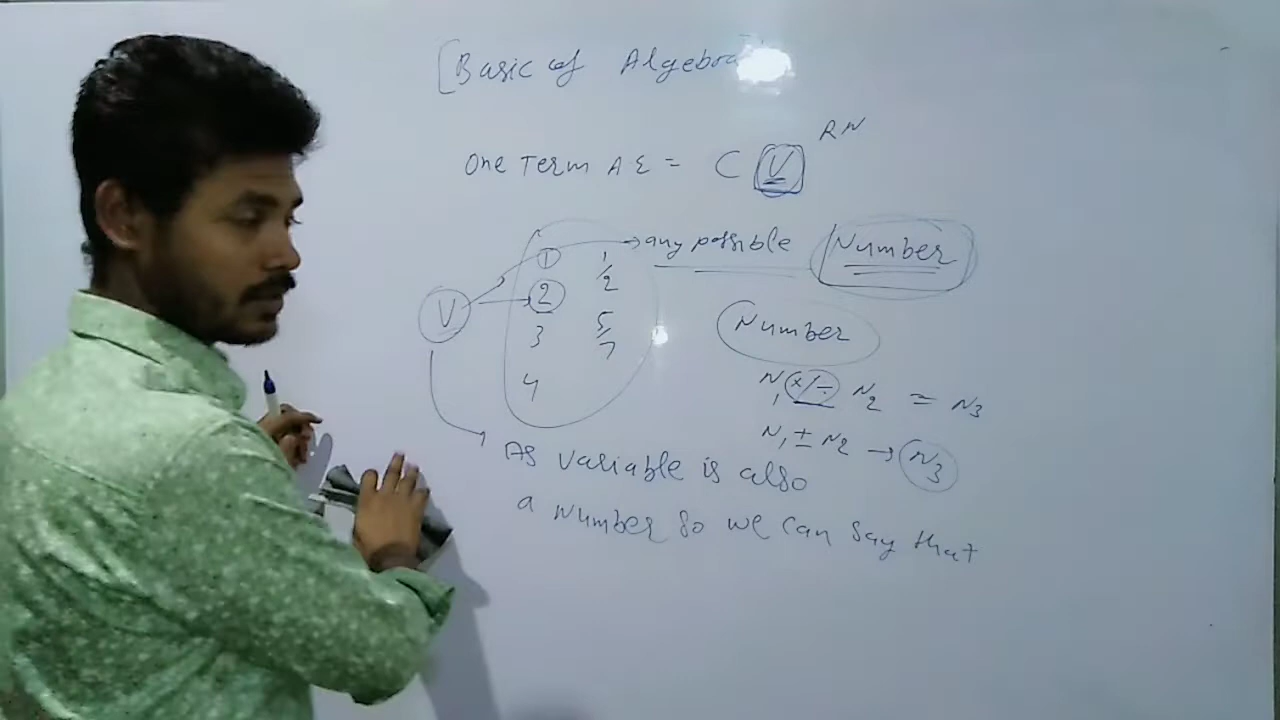 [Basic of Algebra
One Term A E = C V RN
V
1 → any possible Number
1/2
2
3
5/7
4
Number
N1 ×/÷ N2 = N3
N1 ± N2 → N3
As variable is also
a number so we can say that